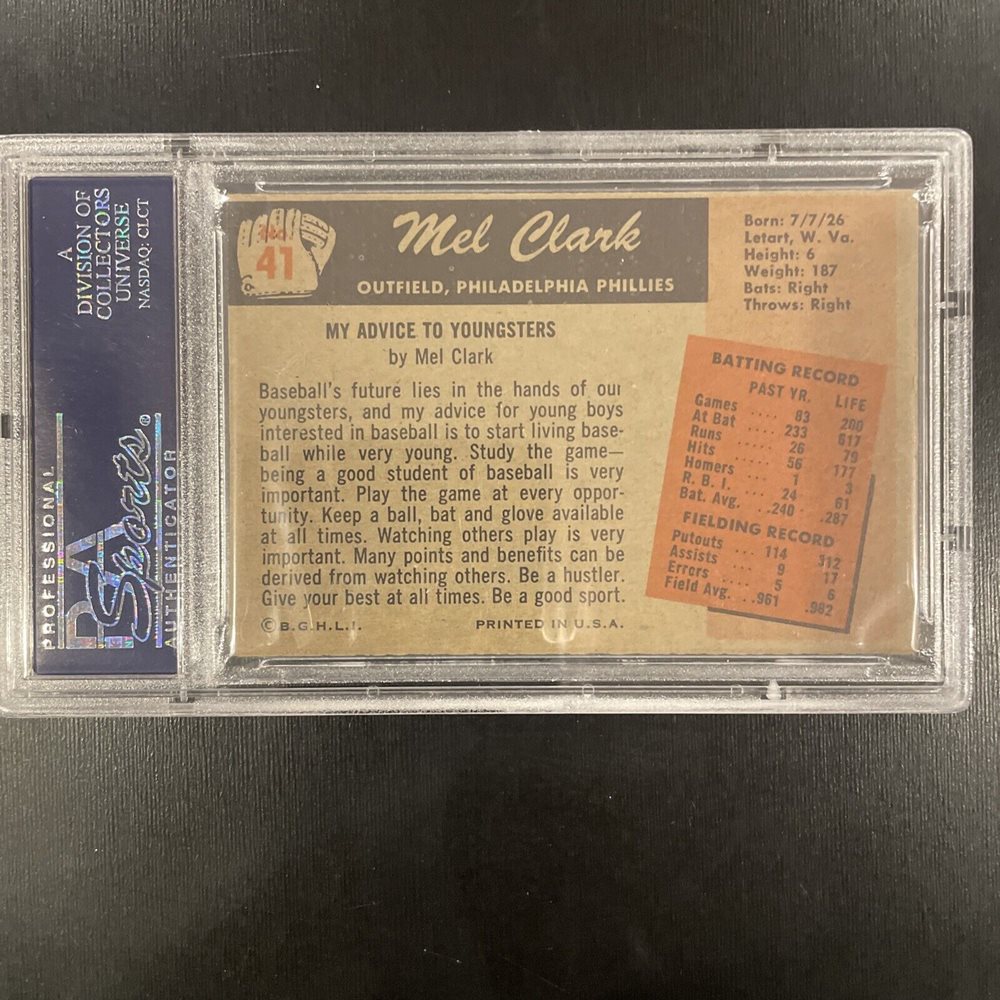 A
DIVISION OF
COLLECTORS
UNIVERSE
NASDAQ: CLCT
PROFESSIONAL
PSA
Sports®
AUTHENTICATOR
No.
41
Mel Clark
OUTFIELD, PHILADELPHIA PHILLIES
MY ADVICE TO YOUNGSTERS
by Mel Clark
Baseball's future lies in the hands of our
youngsters, and my advice for young boys
interested in baseball is to start living base-
ball while very young. Study the game—
being a good student of baseball is very
important. Play the game at every oppor-
tunity. Keep a ball, bat and glove available
at all times. Watching others play is very
important. Many points and benefits can be
derived from watching others. Be a hustler.
Give your best at all times. Be a good sport.
© B.G.H.L.I. PRINTED IN U.S.A.
Born: 7/7/26
Letart, W. Va.
Height: 6
Weight: 187
Bats: Right
Throws: Right
BATTING RECORD
PAST YR. LIFE
Games .... 83 200
At Bat .... 233 617
Runs .... 26 79
Hits .... 56 177
Homers .... 1 3
R. B. I. .... 24 61
Bat. Avg. .. .240 .287
FIELDING RECORD
Putouts ... 114 312
Assists ... 9 17
Errors .... 5 6
Field Avg. ..961 .982